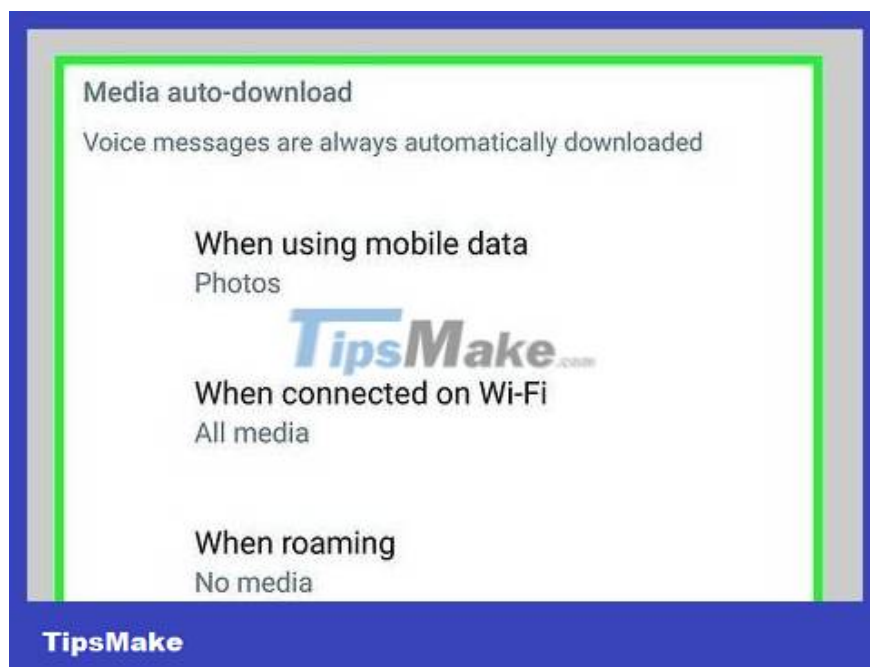 Media auto-download
Voice messages are always automatically downloaded
When using mobile data
Photos
TipsMake.com
When connected on Wi-Fi
All media
When roaming
No media
TipsMake